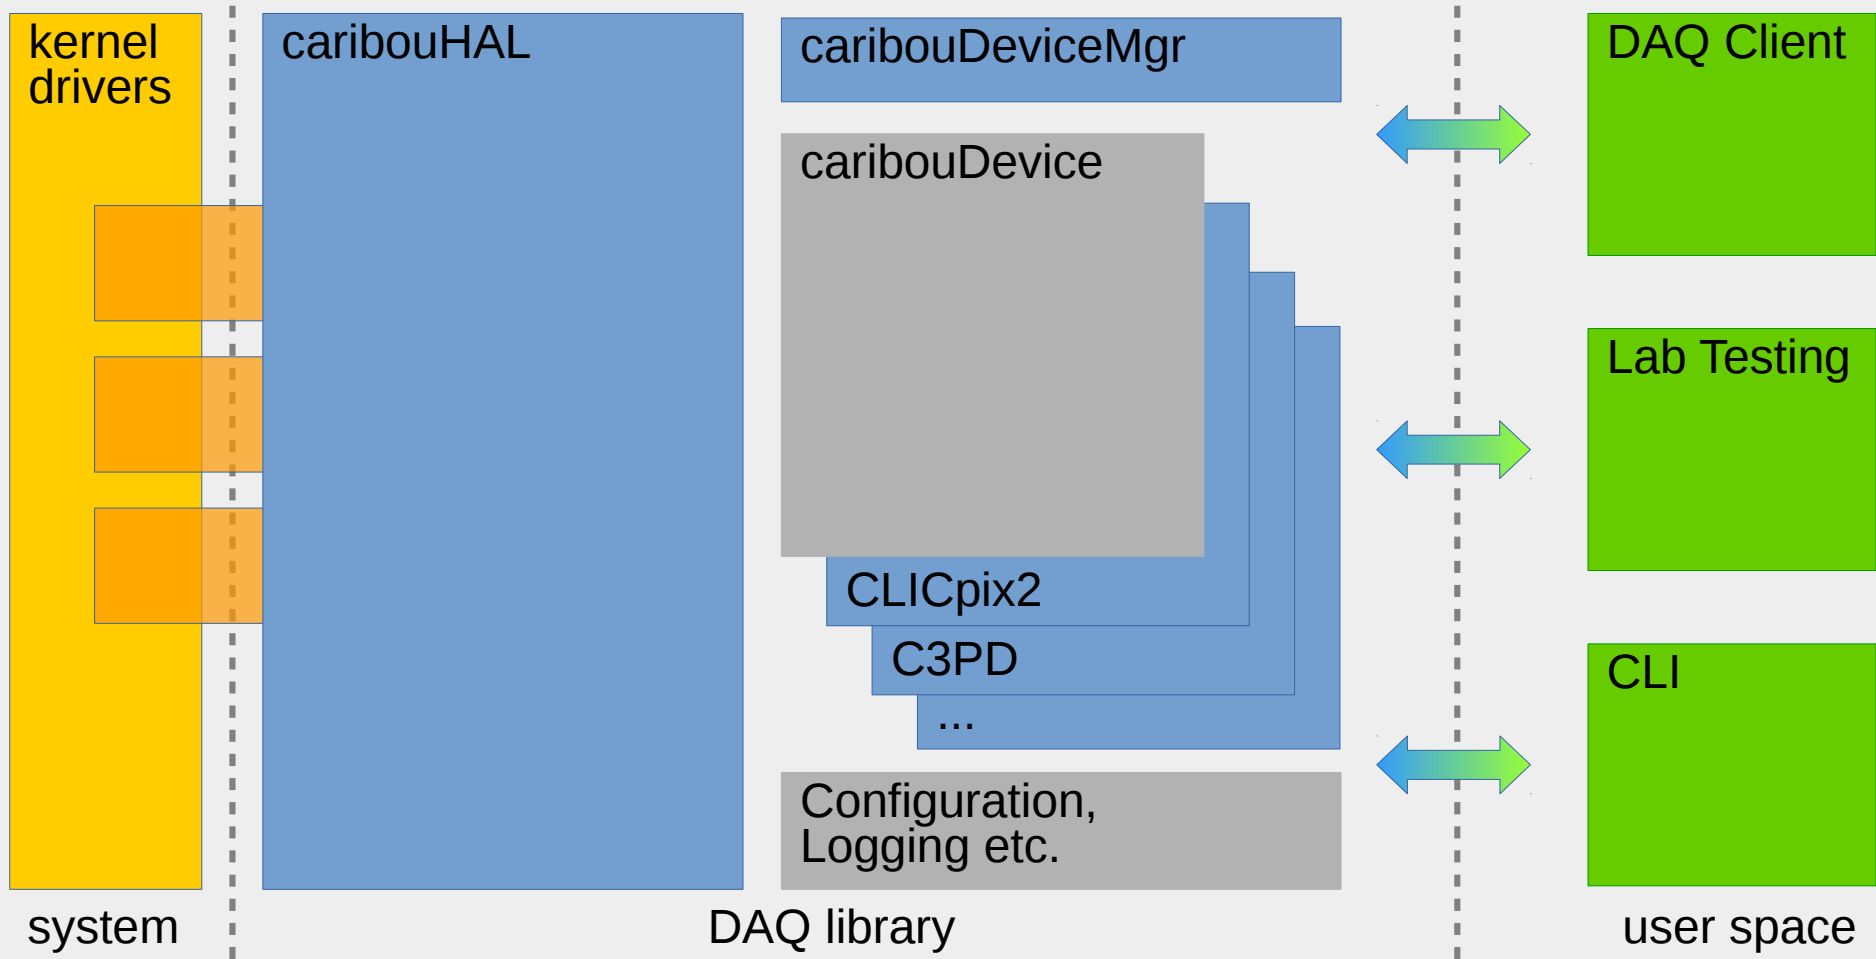 kernel
drivers
caribouHAL
caribouDeviceMgr
caribouDevice
CLICpix2
C3PD
...
Configuration,
Logging etc.
DAQ Client
Lab Testing
CLI
system
DAQ library
user space